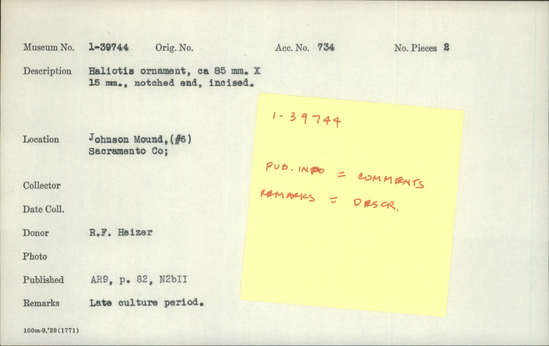 Museum No. 1-39744 Orig. No. Acc. No. 734 No. Pieces 2
Description Haliotis ornament, ca 85 mm. X
15 mm., notched end, incised.
Location Johnson Mound,(#6)
Sacramento Co;
Collector
Date Coll.
Donor R.F. Heizer
Photo
Published AR9, p. 82, N2bII
Remarks Late culture period.
100m-9,'29(1771)
1-39744
PUB. INFO = COMMENTS
REMARKS = DESCR.